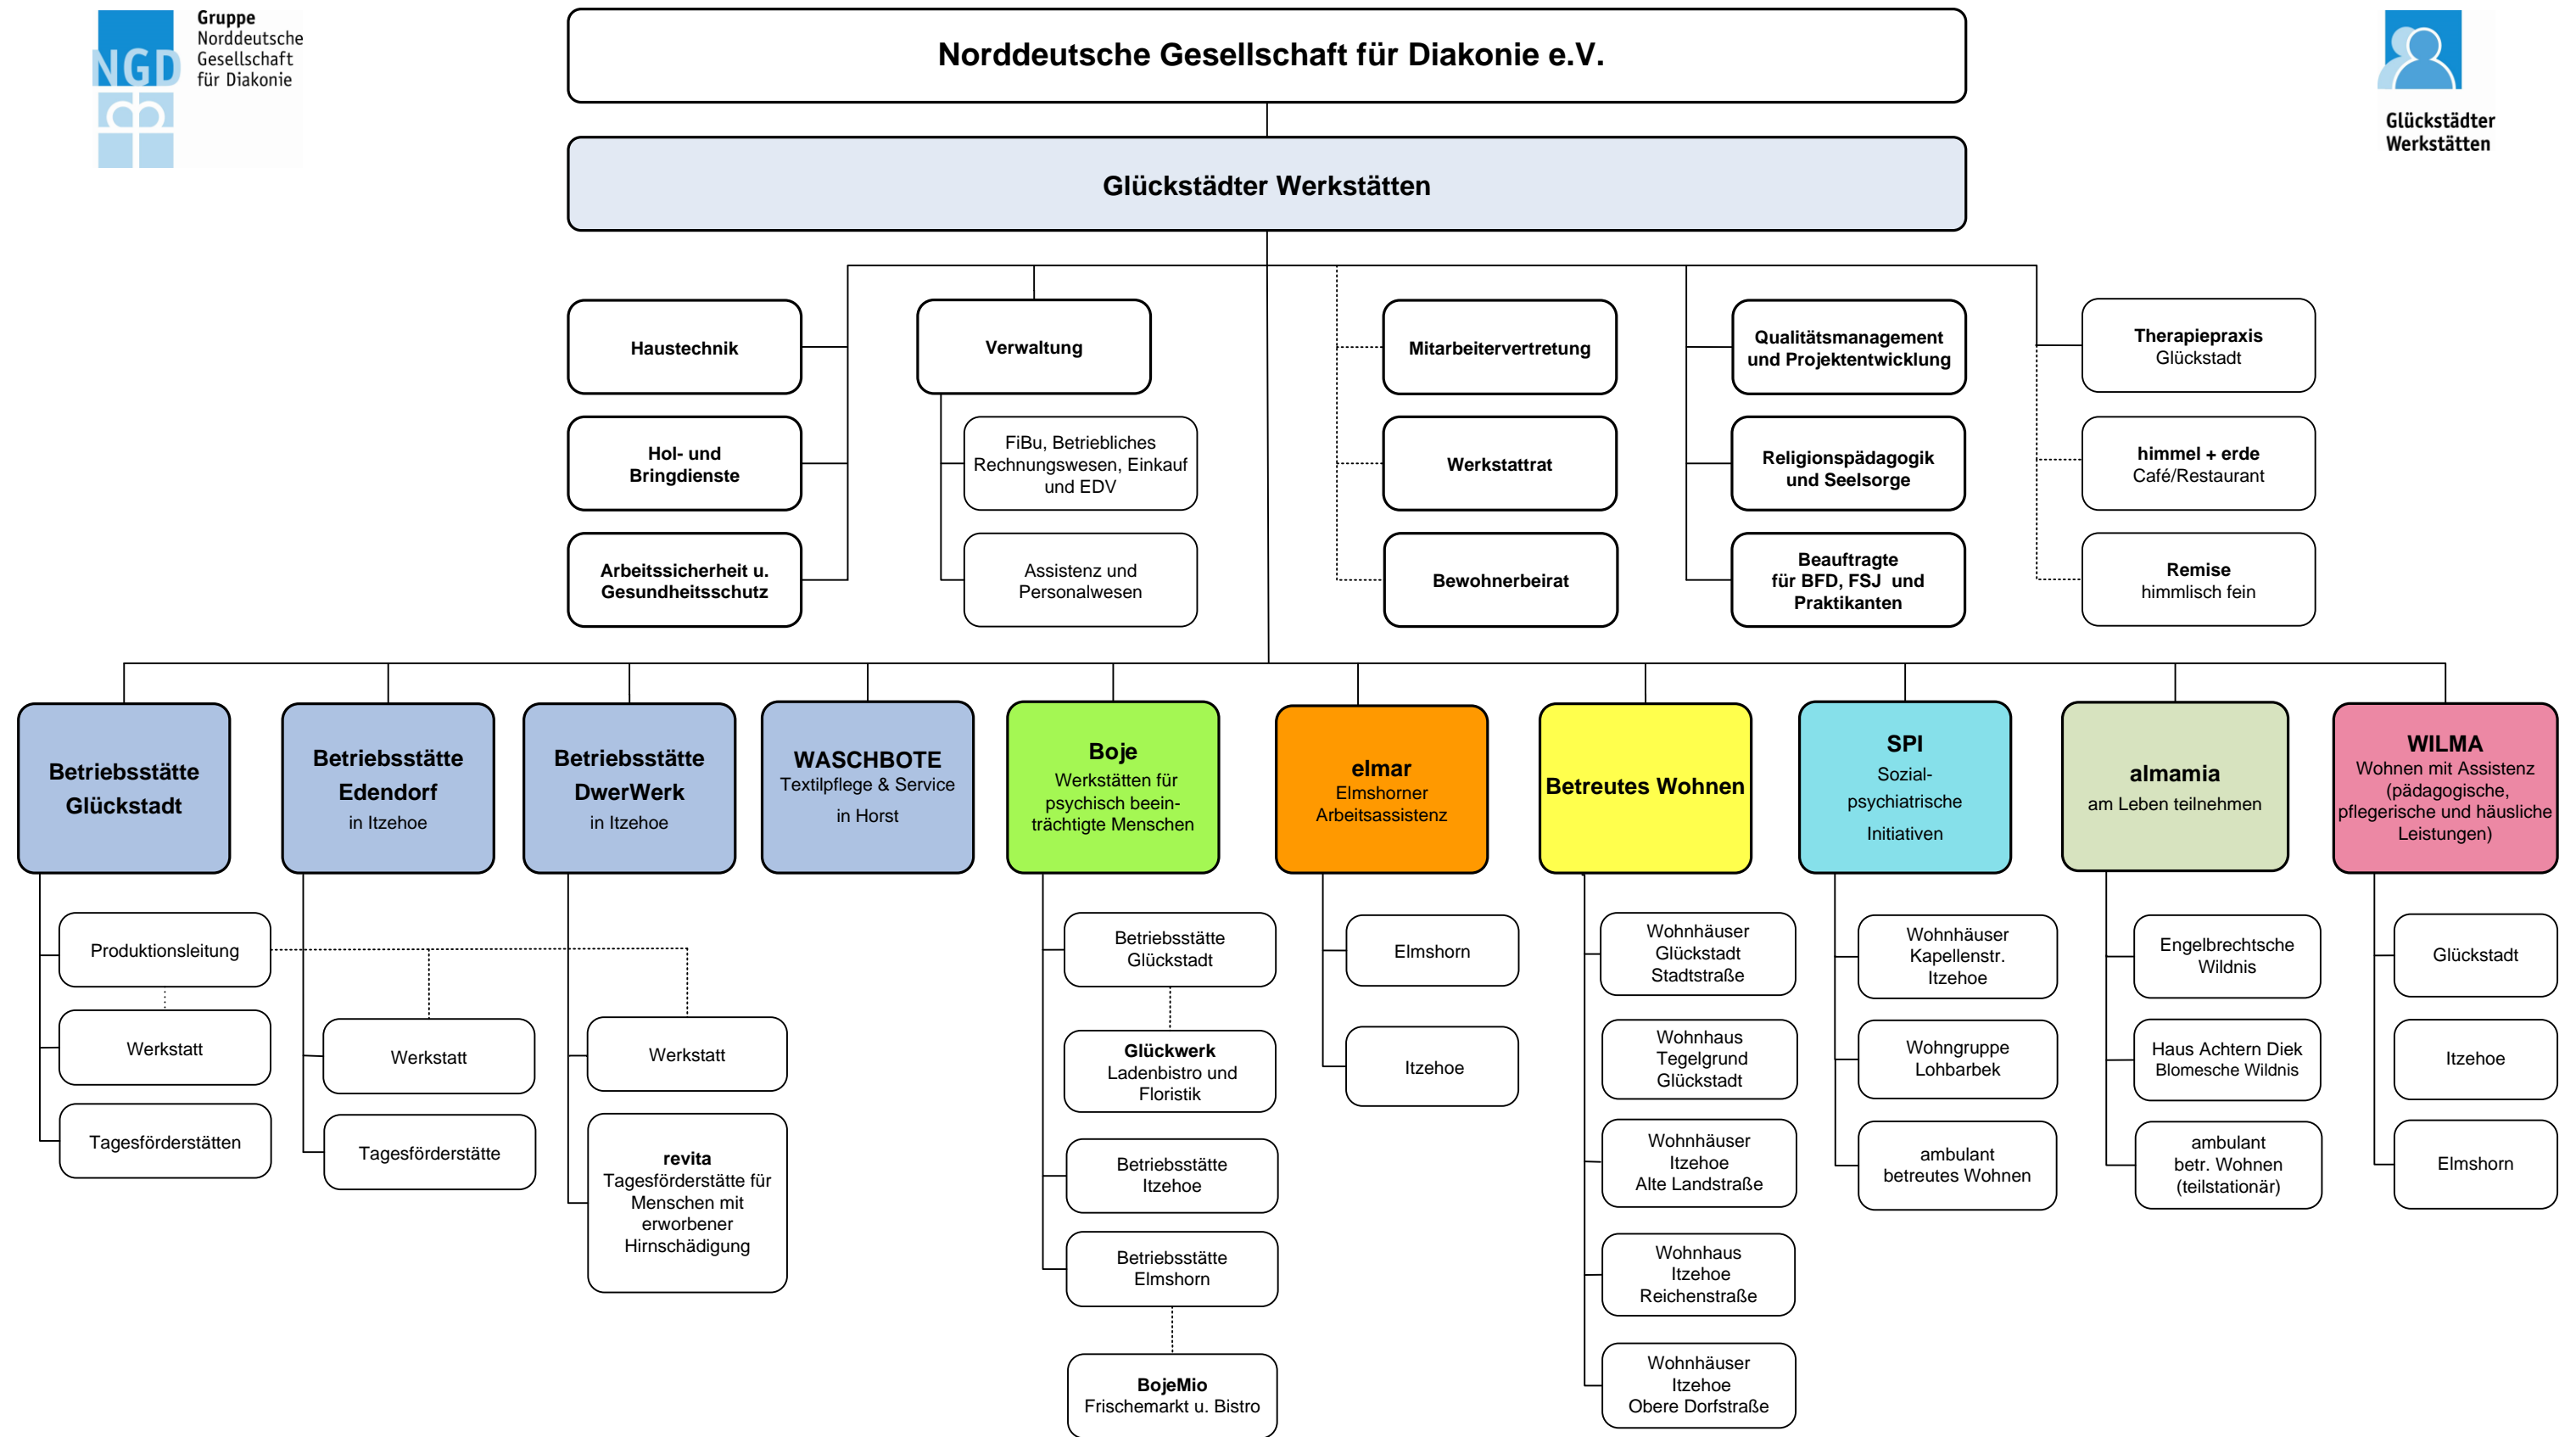 Gruppe
Norddeutsche
Gesellschaft
für Diakonie
NGD
Norddeutsche Gesellschaft für Diakonie e.V.
Glückstädter
Werkstätten
Glückstädter Werkstätten
Haustechnik
Hol- und
Bringdienste
Arbeitssicherheit u.
Gesundheitsschutz
Verwaltung
FiBu, Betriebliches
Rechnungswesen, Einkauf
und EDV
Assistenz und
Personalwesen
Mitarbeitervertretung
Werkstattrat
Bewohnerbeirat
Qualitätsmanagement
und Projektentwicklung
Religionspädagogik
und Seelsorge
Beauftragte
für BFD, FSJ und
Praktikanten
Therapiepraxis
Glückstadt
himmel + erde
Café/Restaurant
Remise
himmlisch fein
Betriebsstätte
Glückstadt
Produktionsleitung
Werkstatt
Tagesförderstätten
Betriebsstätte
Edendorf
in Itzehoe
Werkstatt
Tagesförderstätte
Betriebsstätte
DwerWerk
in Itzehoe
Werkstatt
revita
Tagesförderstätte für
Menschen mit
erworbener
Hirnschädigung
WASCHBOTE
Textilpflege & Service
in Horst
Boje
Werkstätten für
psychisch beein-
trächtigte Menschen
Betriebsstätte
Glückstadt
Glückwerk
Ladenbistro und
Floristik
Betriebsstätte
Itzehoe
Betriebsstätte
Elmshorn
BojeMio
Frischemarkt u. Bistro
elmar
Elmshorner
Arbeitsassistenz
Elmshorn
Itzehoe
Betreutes Wohnen
Wohnhäuser
Glückstadt
Stadtstraße
Wohnhaus
Tegelgrund
Glückstadt
Wohnhäuser
Itzehoe
Alte Landstraße
Wohnhaus
Itzehoe
Reichenstraße
Wohnhäuser
Itzehoe
Obere Dorfstraße
SPI
Sozial-
psychiatrische
Initiativen
Wohnhäuser
Kapellenstr.
Itzehoe
Wohngruppe
Lohbarbek
ambulant
betreutes Wohnen
almamia
am Leben teilnehmen
Engelbrechtsche
Wildnis
Haus Achtern Diek
Blomesche Wildnis
ambulant
betr. Wohnen
(teilstationär)
WILMA
Wohnen mit Assistenz
(pädagogische,
pflegerische und häusliche
Leistungen)
Glückstadt
Itzehoe
Elmshorn